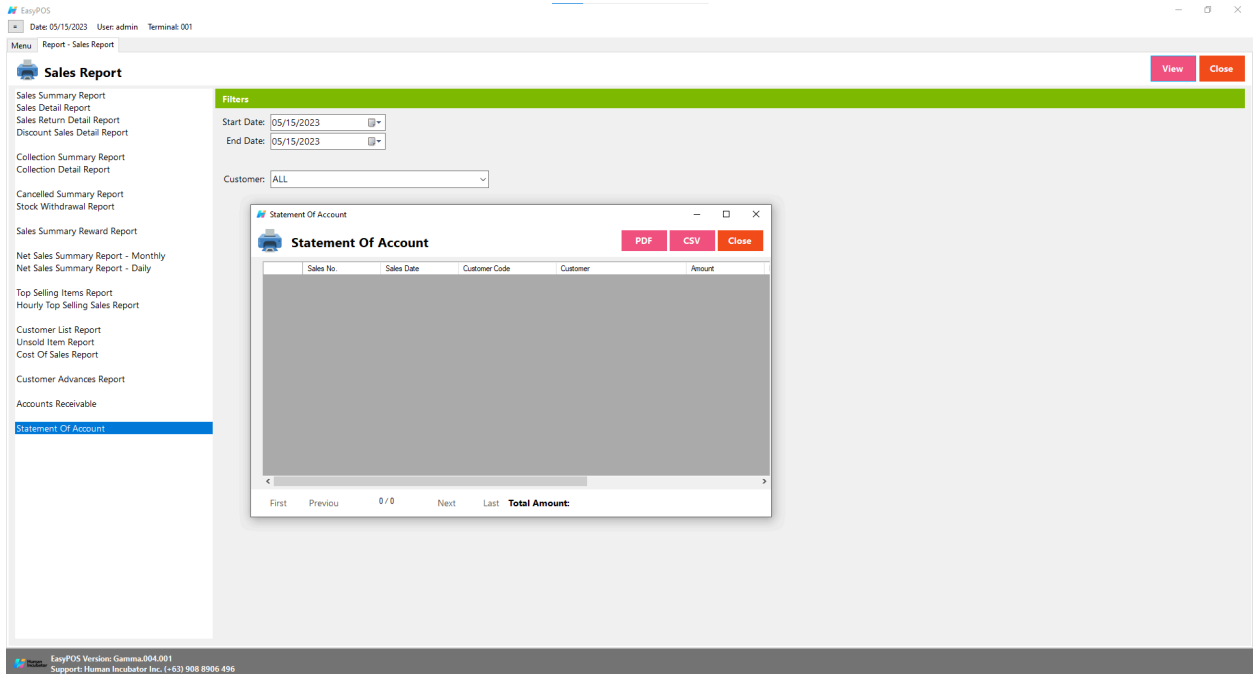 EasyPOS
Date: 05/15/2023 User: admin Terminal: 001
Menu Report - Sales Report
Sales Report
View Close
Sales Summary Report
Sales Detail Report
Sales Return Detail Report
Discount Sales Detail Report
Collection Summary Report
Collection Detail Report
Cancelled Summary Report
Stock Withdrawal Report
Sales Summary Reward Report
Net Sales Summary Report - Monthly
Net Sales Summary Report - Daily
Top Selling Items Report
Hourly Top Selling Sales Report
Customer List Report
Unsold Item Report
Cost Of Sales Report
Customer Advances Report
Accounts Receivable
Statement Of Account
Filters
Start Date: 05/15/2023
End Date: 05/15/2023
Customer: ALL
Statement Of Account
Statement Of Account
PDF CSV Close
Sales No. Sales Date Customer Code Customer Amount
First Previou 0 / 0 Next Last Total Amount:
Human Incubator
EasyPOS Version: Gamma.004.001
Support: Human Incubator Inc. (+63) 908 8906 496